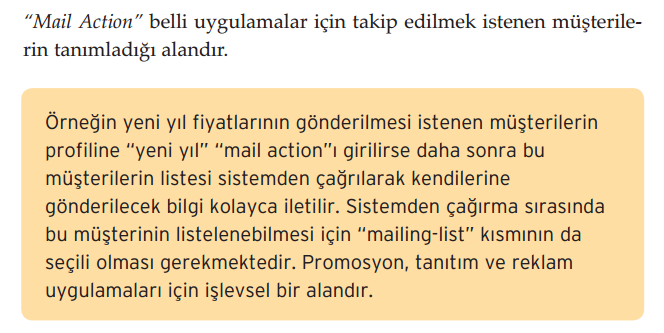 “Mail Action” belli uygulamalar için takip edilmek istenen müşterile-
rin tanımladığı alandır.
Örneğin yeni yıl fiyatlarının gönderilmesi istenen müşterilerin
profiline “yeni yıl” “mail action”ı girilirse daha sonra bu
müşterilerin listesi sistemden çağrılarak kendilerine
gönderilecek bilgi kolayca iletilir. Sistemden çağırma sırasında
bu müşterinin listelenebilmesi için “mailing-list” kısmının da
seçili olması gerekmektedir. Promosyon, tanıtım ve reklam
uygulamaları için işlevsel bir alandır.